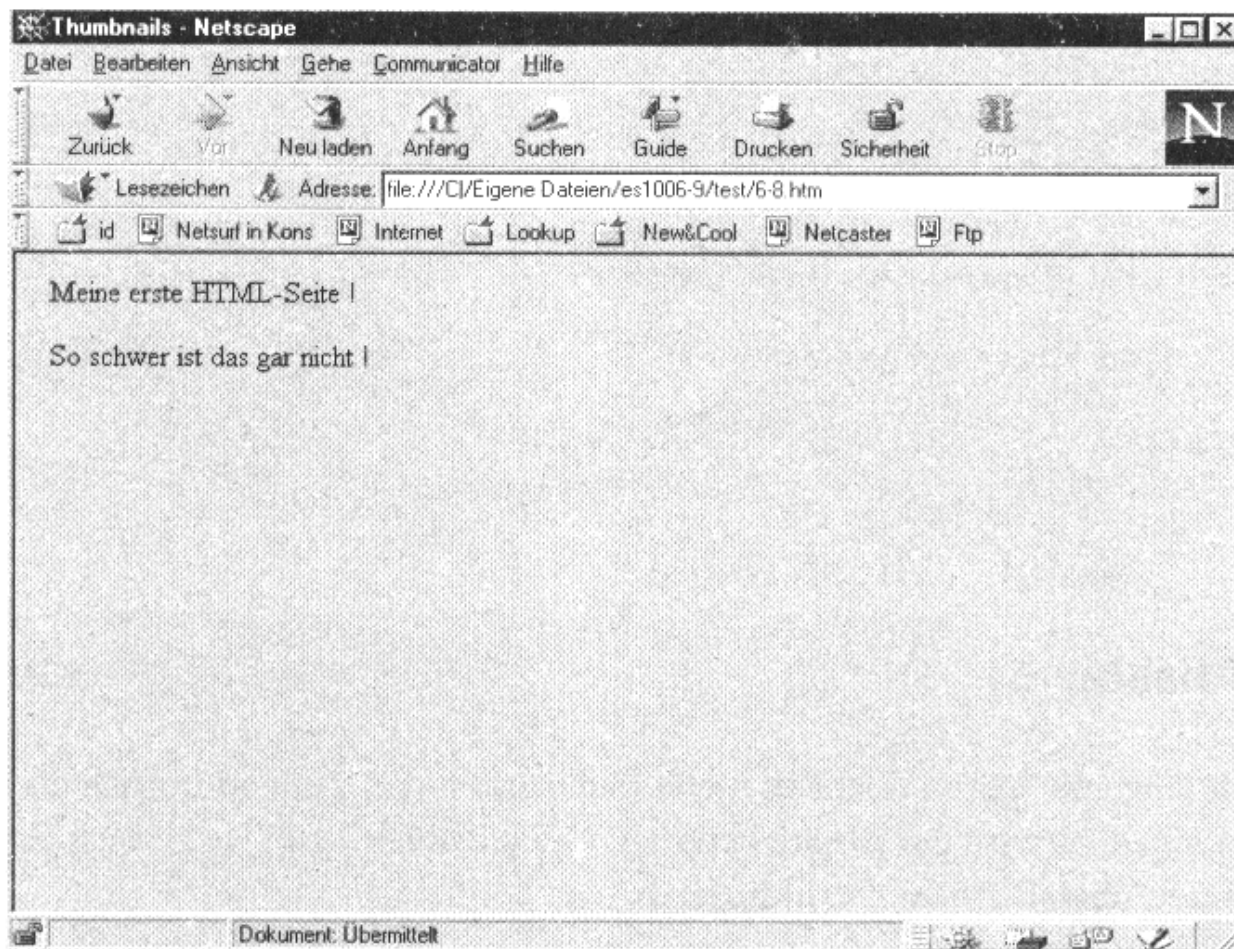 Thumbnails - Netscape
Datei Bearbeiten Ansicht Gehe Communicator Hilfe
Zurück Vor Neu laden Anfang Suchen Guide Drucken Sicherheit Stop
N
Lesezeichen Adresse: file:///C|/Eigene Dateien/es1006-9/test/6-8.htm
id Netsurf in Kons Internet Lookup New&Cool Netcaster Ftp
Meine erste HTML-Seite !
So schwer ist das gar nicht !
Dokument: Übermittelt